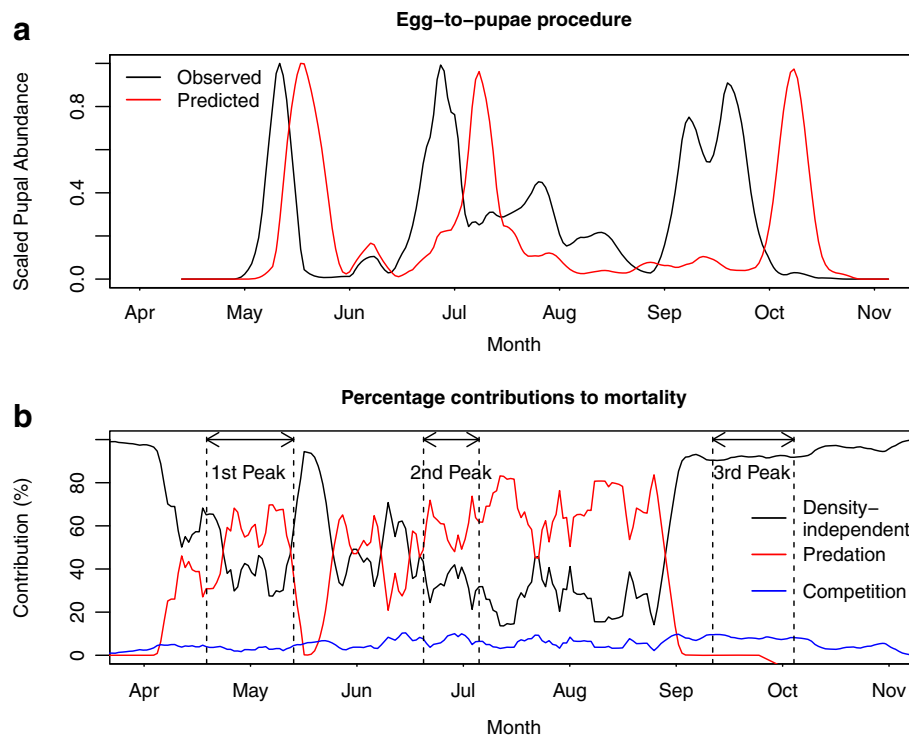 a
Egg−to−pupae procedure
Scaled Pupal Abundance
0.8
0.4
0.0
Observed
Predicted
Apr May Jun Jul Aug Sep Oct Nov
Month
b
Percentage contributions to mortality
Contribution (%)
80
60
40
20
0
1st Peak 2nd Peak 3rd Peak
Density−
independent
Predation
Competition
Apr May Jun Jul Aug Sep Oct Nov
Month